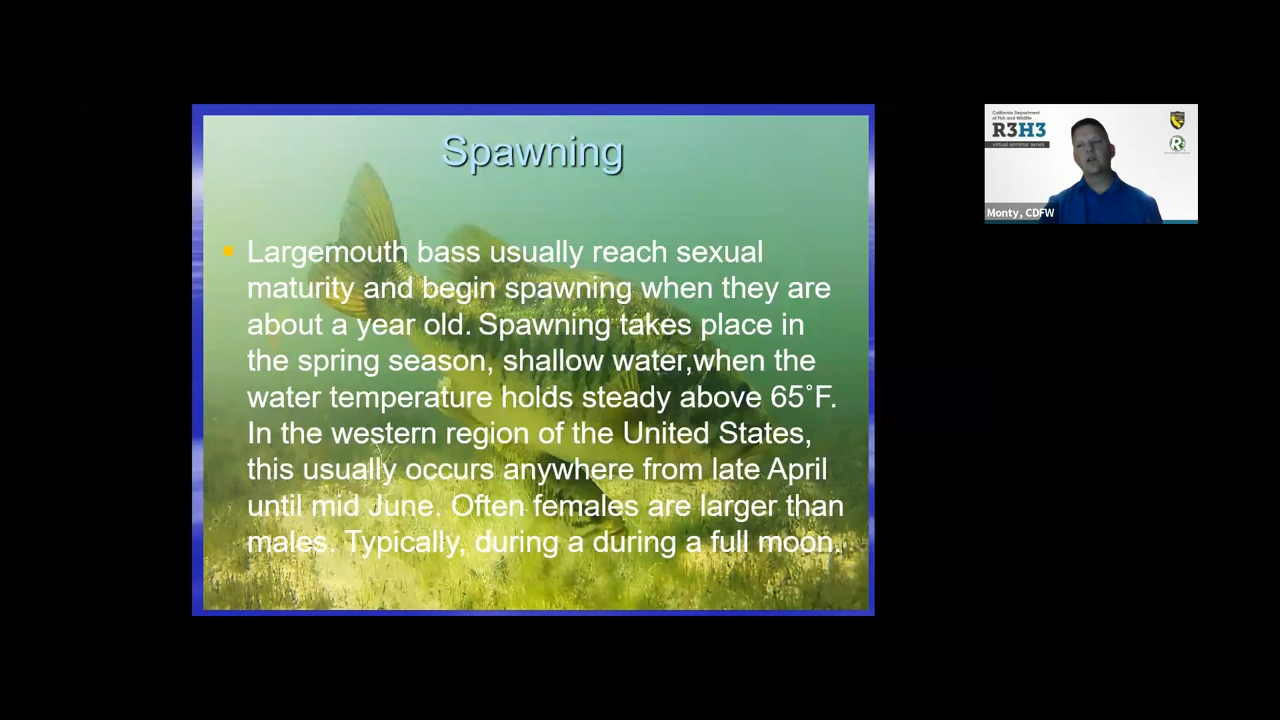 Spawning
Largemouth bass usually reach sexual
maturity and begin spawning when they are
about a year old. Spawning takes place in
the spring season, shallow water,when the
water temperature holds steady above 65˚F.
In the western region of the United States,
this usually occurs anywhere from late April
until mid June. Often females are larger than
males. Typically, during a during a full moon.
California Department
of Fish and Wildlife
R3H3
virtual seminar series
Monty, CDFW